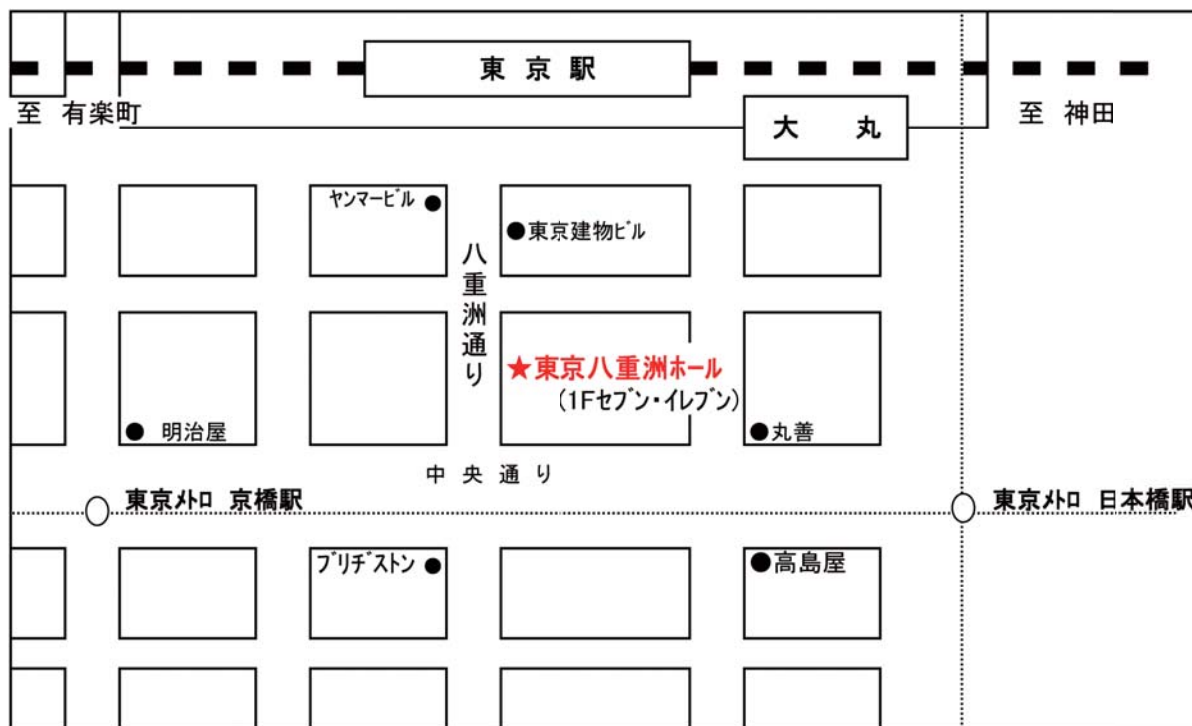 東京駅
至 有楽町
大 丸
至 神田
ヤンマービル
東京建物ビル
八重洲通り
★東京八重洲ホール
(1Fセブン・イレブン)
明治屋
丸善
中央通り
東京メトロ 京橋駅
東京メトロ 日本橋駅
ブリヂストン
高島屋